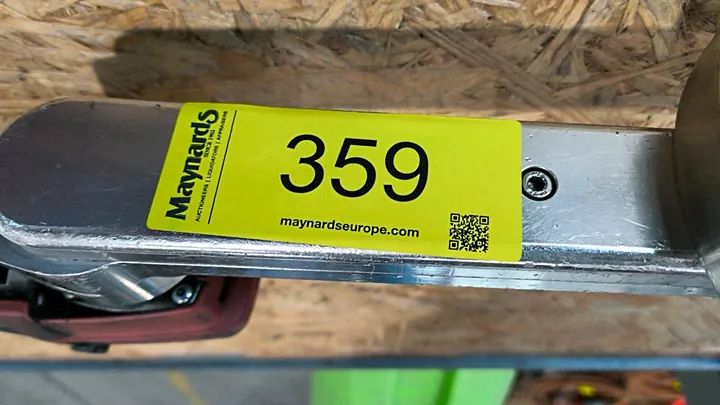 Maynards
SINCE 1902
AUCTIONEERS | LIQUIDATORS | APPRAISERS
359
maynardseurope.com